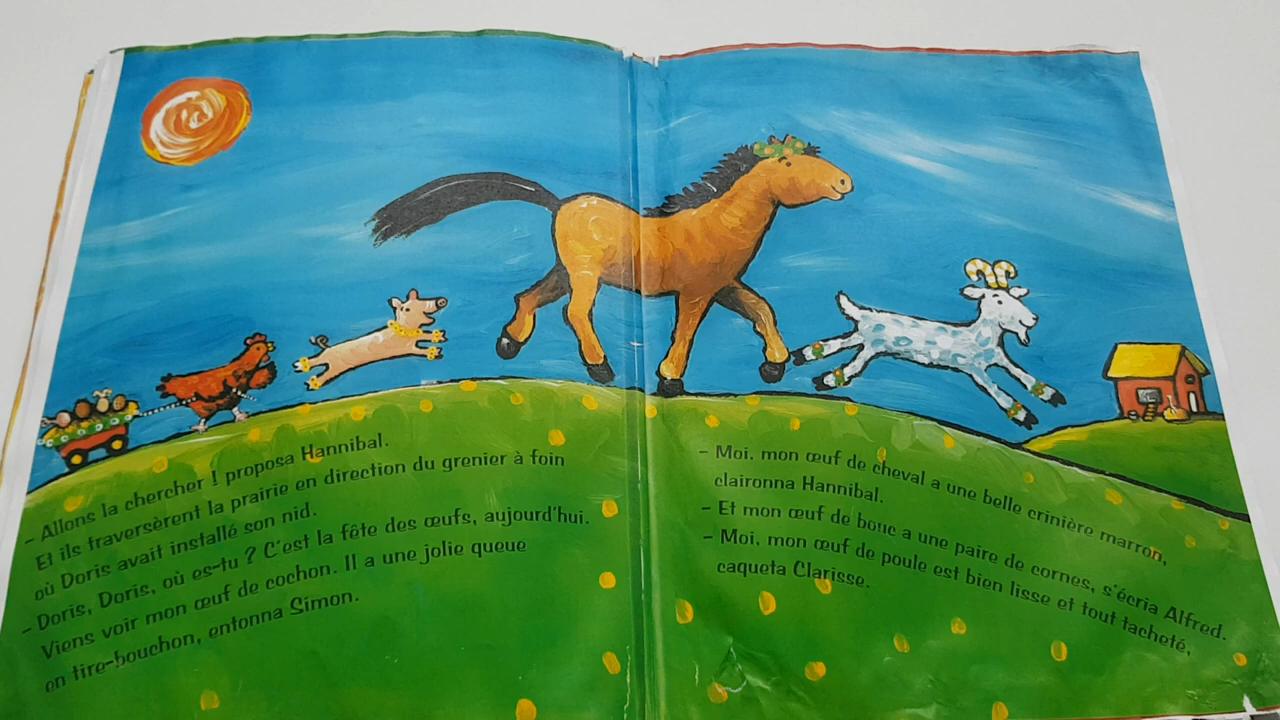 – Allons la chercher ! proposa Hannibal.
Et ils traversèrent la prairie en direction du grenier à foin
où Doris avait installé son nid.
– Doris, Doris, où es-tu ? C'est la fête des œufs, aujourd'hui.
Viens voir mon œuf de cochon. Il a une jolie queue
en tire-bouchon, entonna Simon.
– Moi, mon œuf de cheval a une belle crinière marron,
claironna Hannibal.
– Et mon œuf de bouc a une paire de cornes, s'écria Alfred.
– Moi, mon œuf de poule est bien lisse et tout tacheté,
caqueta Clarisse.